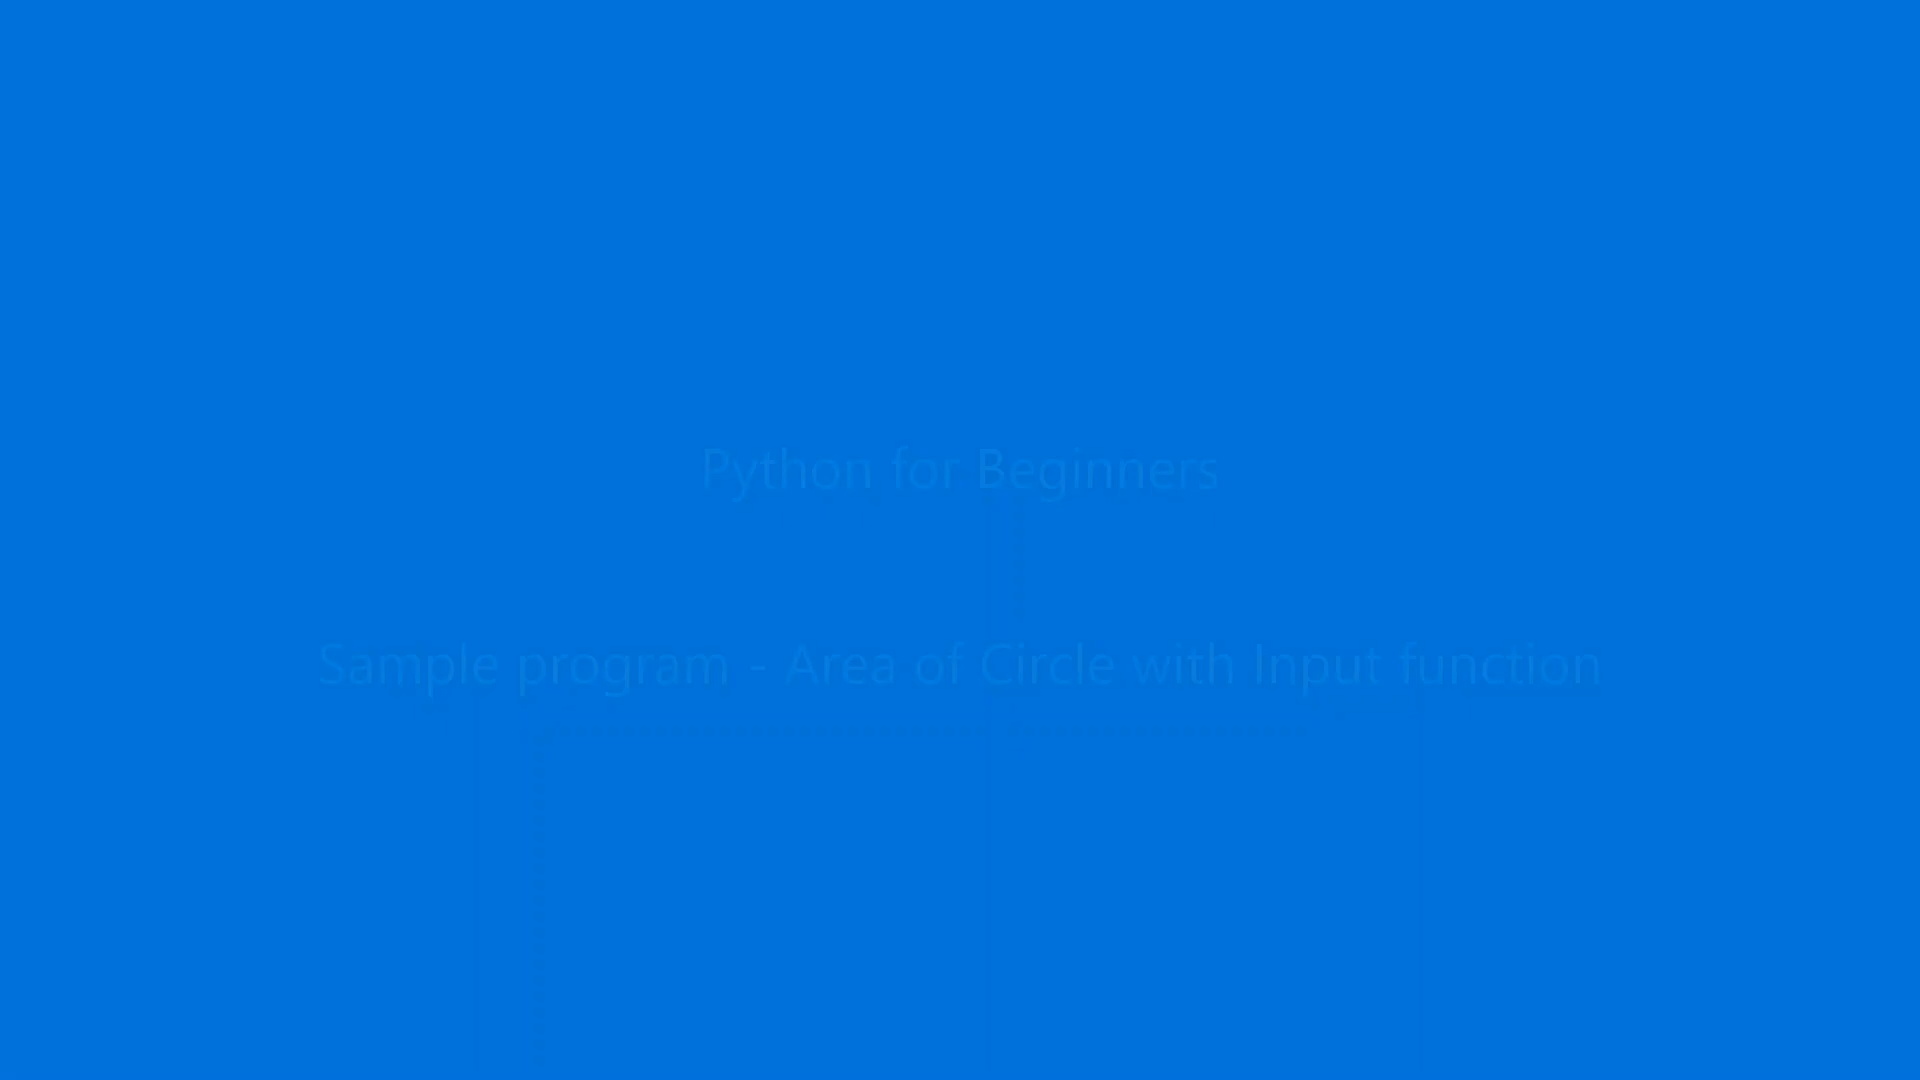 Python for Beginners
Sample program - Area of Circle with Input function